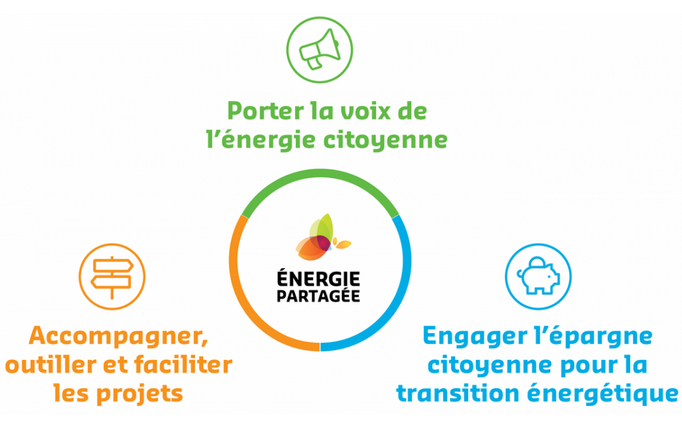 Porter la voix de
l'énergie citoyenne
ÉNERGIE
PARTAGÉE
Accompagner,
outiller et faciliter
les projets
Engager l'épargne
citoyenne pour la
transition énergétique